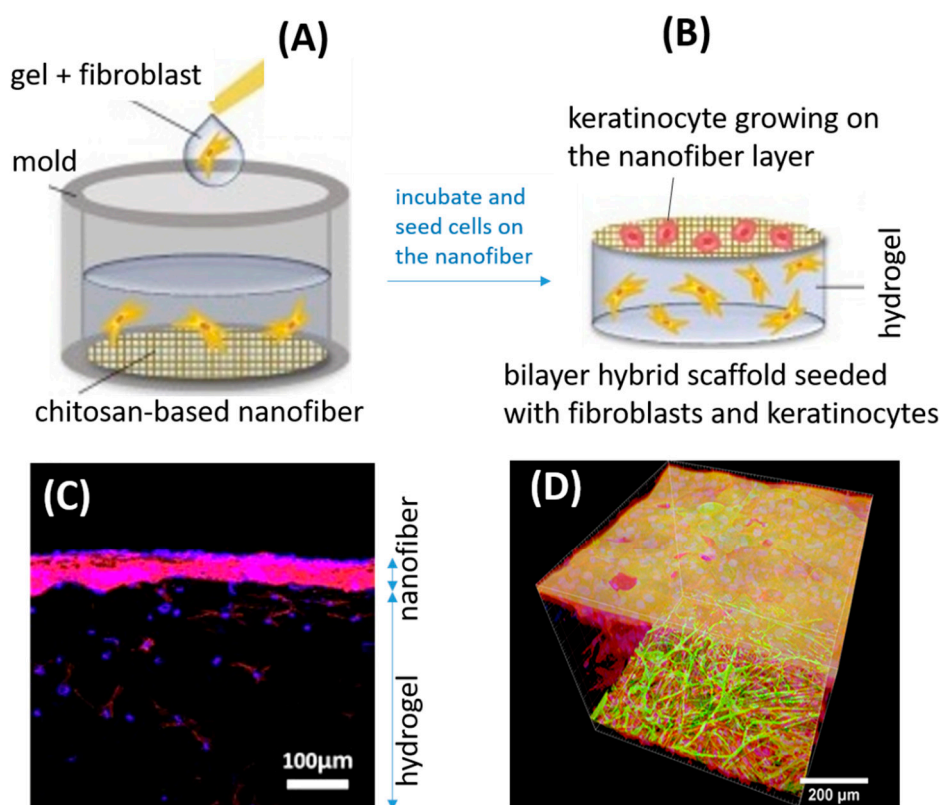 (A)
gel + fibroblast
mold
chitosan-based nanofiber
incubate and
seed cells on
the nanofiber
(B)
keratinocyte growing on
the nanofiber layer
hydrogel
bilayer hybrid scaffold seeded
with fibroblasts and keratinocytes
(C)
nanofiber
hydrogel
100μm
(D)
200 μm